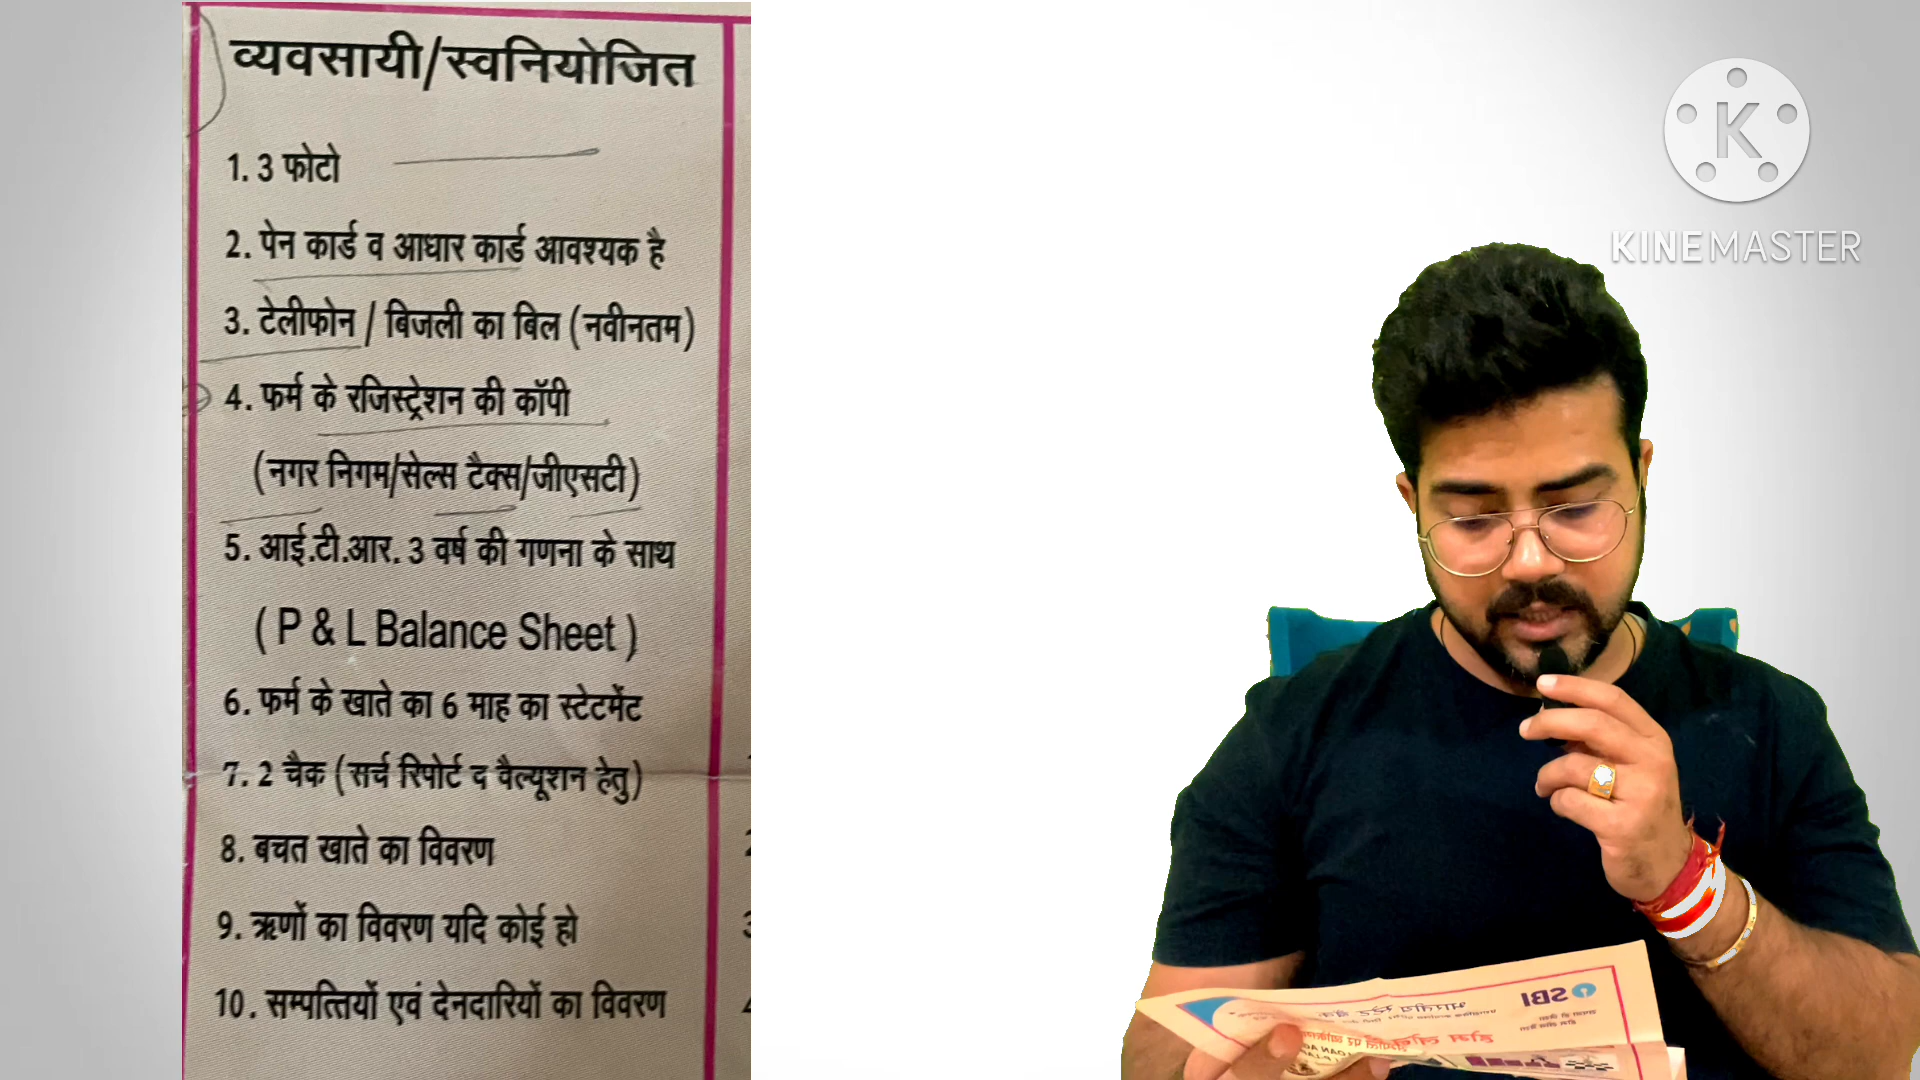 व्यवसायी/स्वनियोजित
1. 3 फोटो
2. पेन कार्ड व आधार कार्ड आवश्यक है
3. टेलीफोन / बिजली का बिल (नवीनतम)
4. फर्म के रजिस्ट्रेशन की कॉपी
(नगर निगम/सेल्स टैक्स/जीएसटी)
5. आई.टी.आर. 3 वर्ष की गणना के साथ
( P & L Balance Sheet )
6. फर्म के खाते का 6 माह का स्टेटमेंट
7. 2 चैक (सर्च रिपोर्ट द वैल्यूशन हेतु)
8. बचत खाते का विवरण
9. ऋणों का विवरण यदि कोई हो
10. सम्पत्तियों एवं देनदारियों का विवरण
K
KINEMASTER
SBI